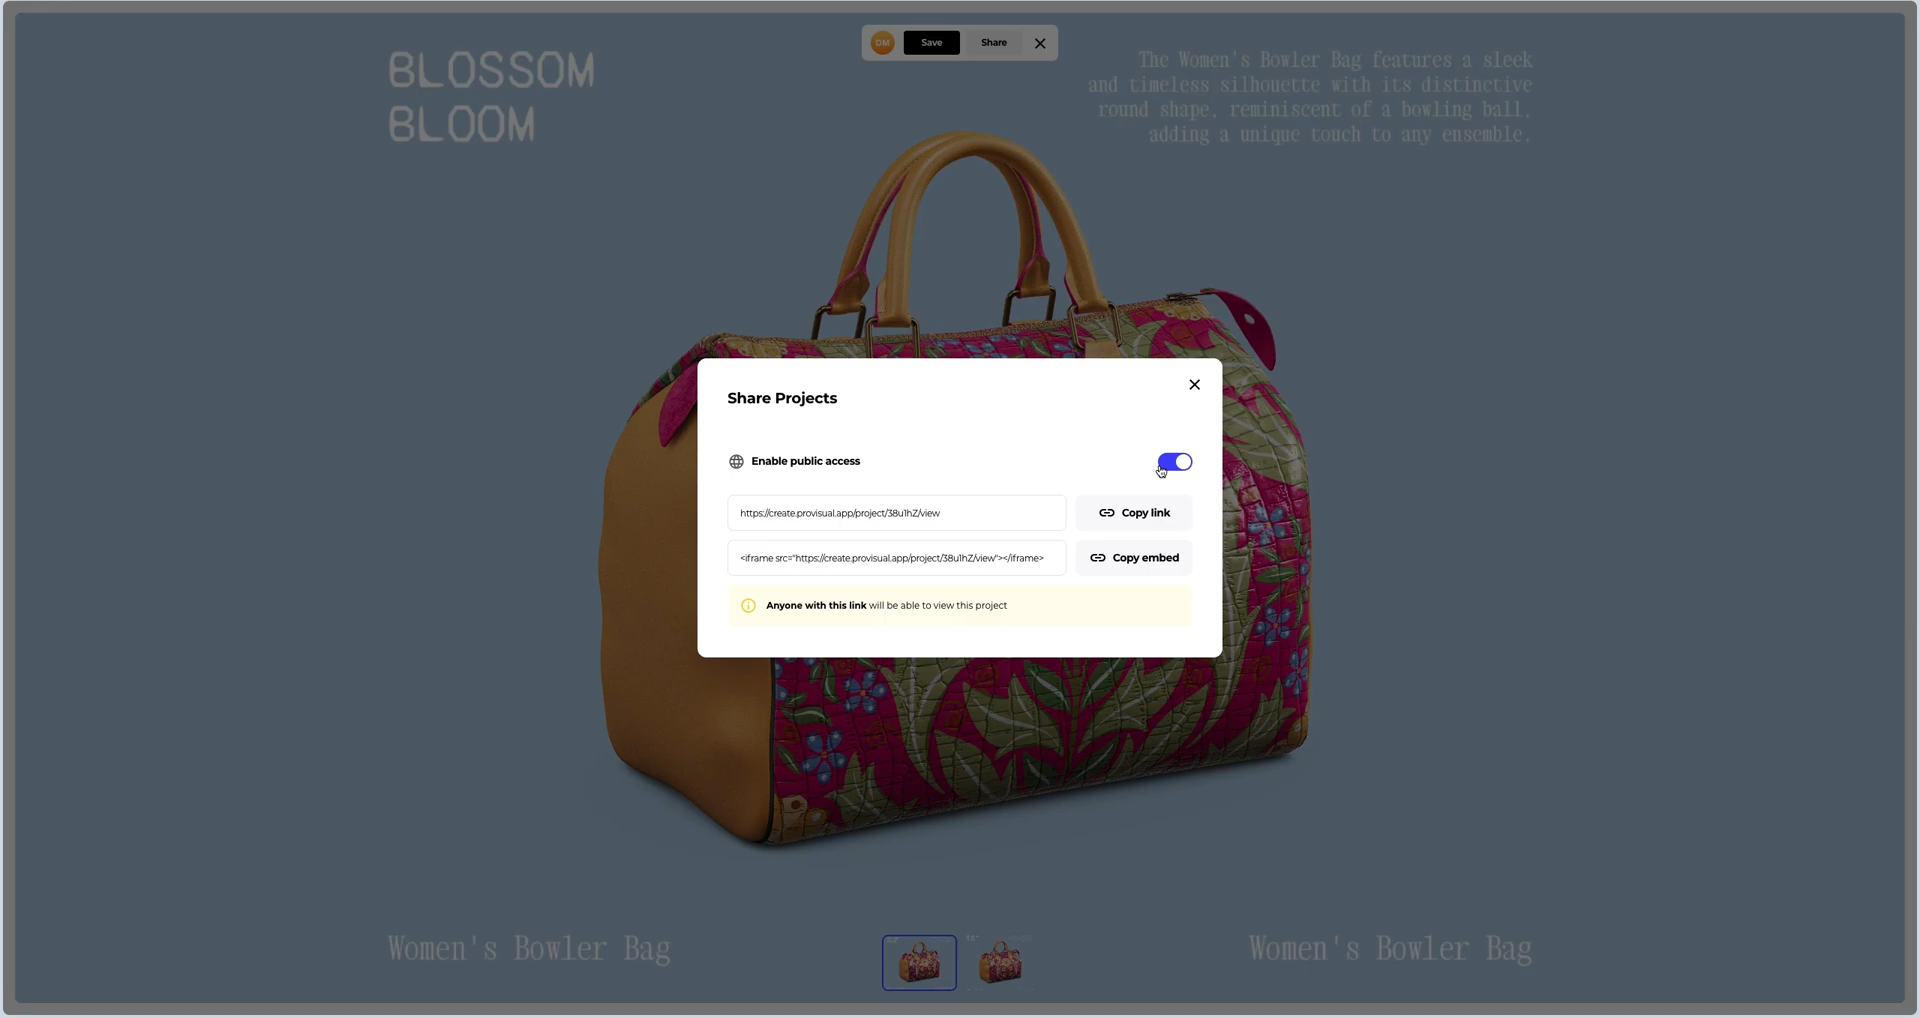 BLOSSOM
BLOOM
DM
Save
Share
The Women's Bowler Bag features a sleek
and timeless silhouette with its distinctive
round shape, reminiscent of a bowling ball,
adding a unique touch to any ensemble.
Share Projects
Enable public access
https://create.provisual.app/project/38u1hZ/view
Copy link
<iframe src="https://create.provisual.app/project/38u1hZ/view"></iframe>
Copy embed
Anyone with this link will be able to view this project
Women's Bowler Bag
Women's Bowler Bag